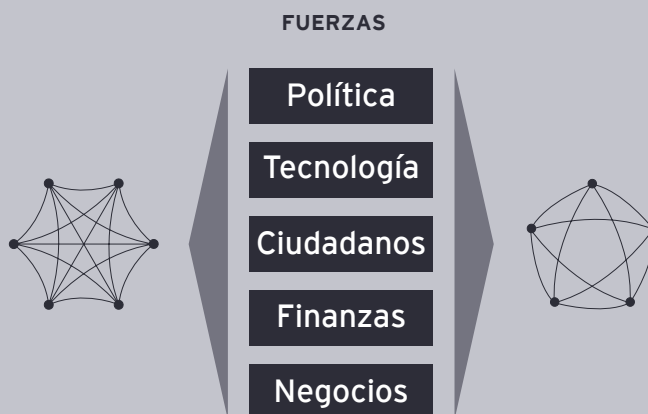 FUERZAS
Política
Tecnología
Ciudadanos
Finanzas
Negocios